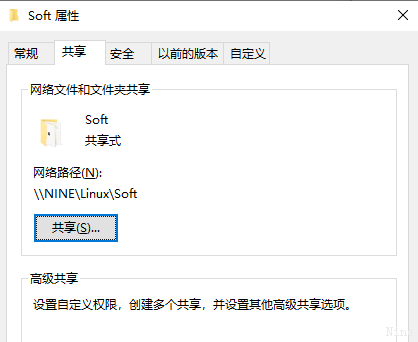 Soft 属性
常规 共享 安全 以前的版本 自定义
网络文件和文件夹共享
Soft
共享式
网络路径(N):
\\NINE\Linux\Soft
共享(S)...
高级共享
设置自定义权限，创建多个共享，并设置其他高级共享选项。